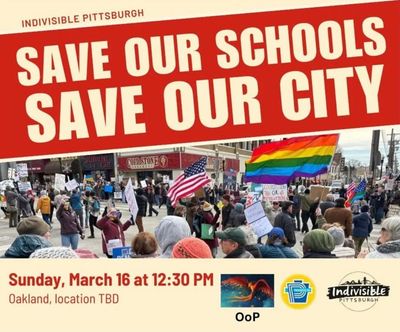 INDIVISIBLE PITTSBURGH
SAVE OUR SCHOOLS
SAVE OUR CITY
Sunday, March 16 at 12:30 PM
Oakland, location TBD
OoP
Indivisible
PITTSBURGH